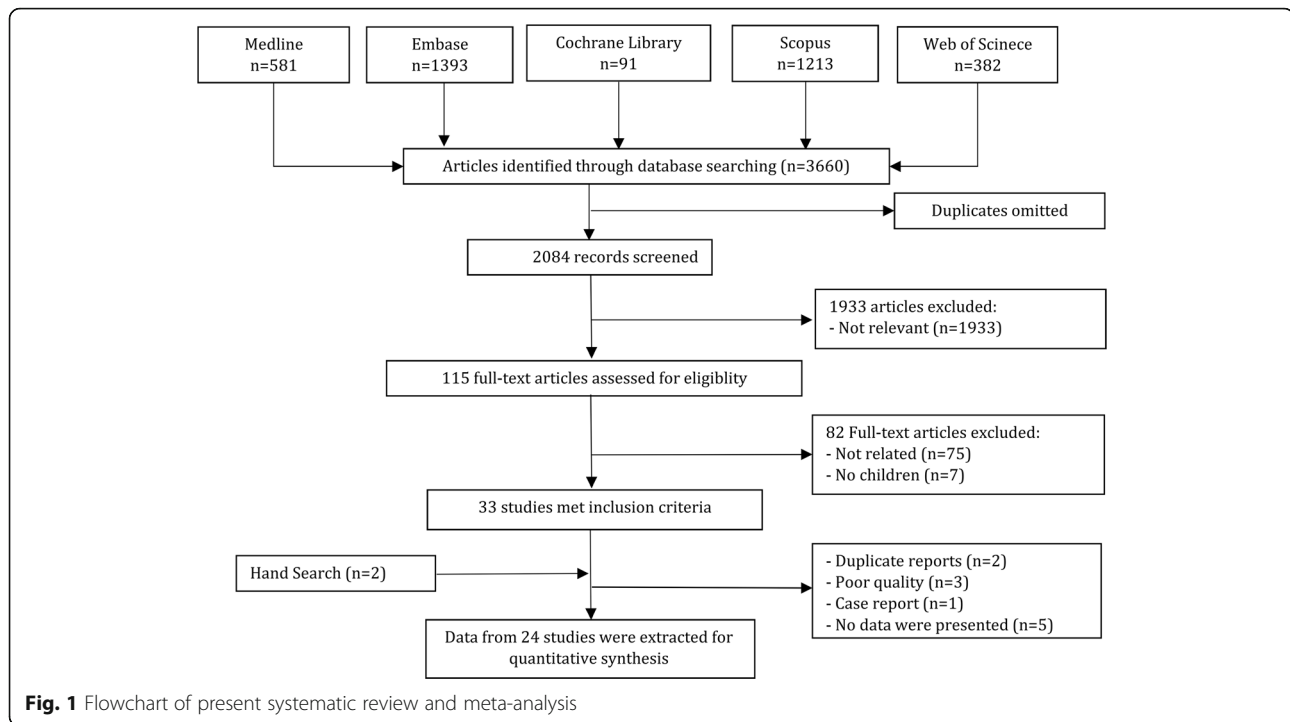 Medline
n=581
Embase
n=1393
Cochrane Library
n=91
Scopus
n=1213
Web of Scinece
n=382
Articles identified through database searching (n=3660)
Duplicates omitted
2084 records screened
1933 articles excluded:
- Not relevant (n=1933)
115 full-text articles assessed for eligiblity
82 Full-text articles excluded:
- Not related (n=75)
- No children (n=7)
33 studies met inclusion criteria
Hand Search (n=2)
- Duplicate reports (n=2)
- Poor quality (n=3)
- Case report (n=1)
- No data were presented (n=5)
Data from 24 studies were extracted for
quantitative synthesis
Fig. 1 Flowchart of present systematic review and meta-analysis